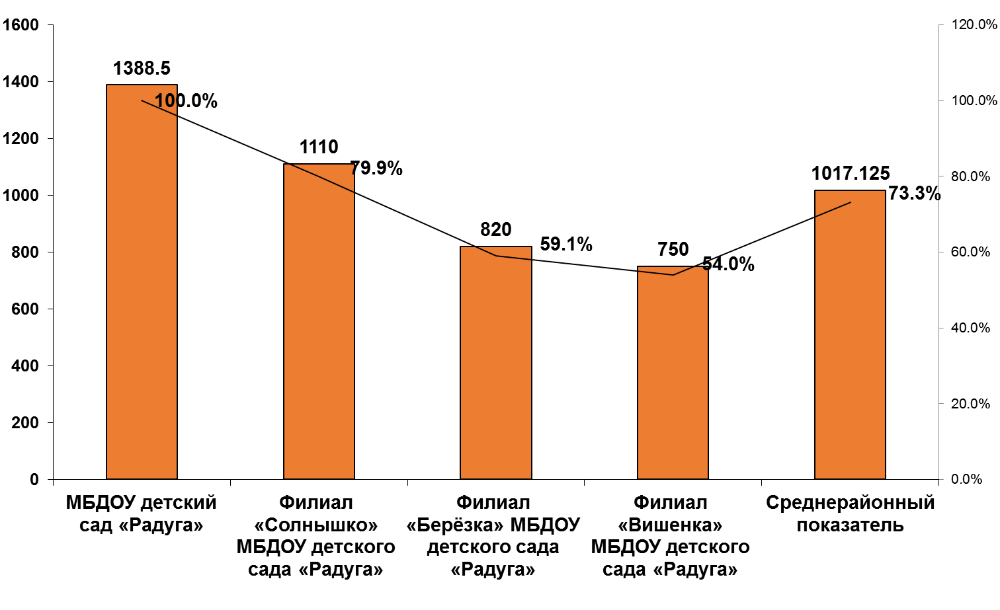 1600
1400
1200
1000
800
600
400
200
0
1388.5
100.0%
1110
79.9%
820
59.1%
750
54.0%
1017.125
73.3%
120.0%
100.0%
80.0%
60.0%
40.0%
20.0%
0.0%
МБДОУ детский
сад «Радуга»
Филиал
«Солнышко»
МБДОУ детского
сада «Радуга»
Филиал
«Берёзка» МБДОУ
детского сада
«Радуга»
Филиал
«Вишенка»
МБДОУ детского
сада «Радуга»
Среднерайонный
показатель